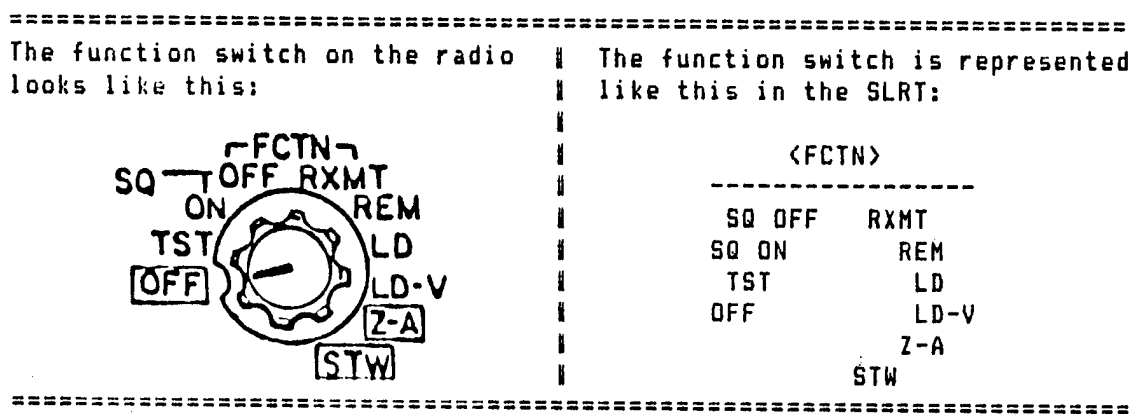 The function switch on the radio
looks like this:
FCTN
SQ OFF RXMT
ON REM
TST LD
OFF LD-V
Z-A
STW
The function switch is represented
like this in the SLRT:
<FCTN>
------------------
SQ OFF RXMT
SQ ON REM
TST LD
OFF LD-V
Z-A
STW